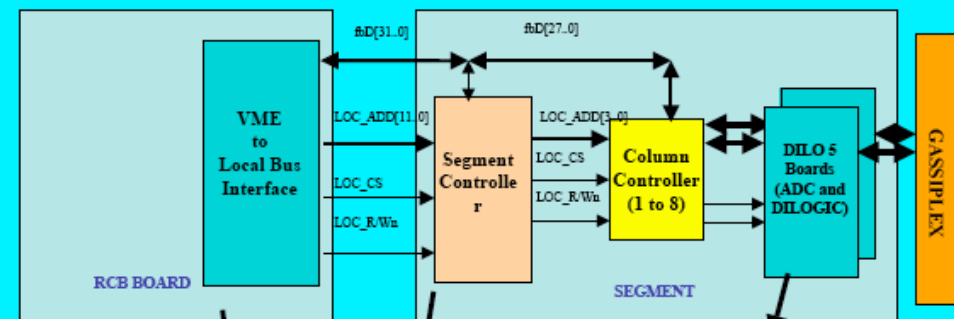 fbD[31..0]
fbD[27..0]
VME
to
Local Bus
Interface
LOC_ADD[11..0]
LOC_CS
LOC_R/Wn
Segment
Controlle
r
LOC_ADD[3..0]
LOC_CS
LOC_R/Wn
Column
Controller
(1 to 8)
DILO 5
Boards
(ADC and
DILOGIC)
GASSIPLEX
RCB BOARD
SEGMENT